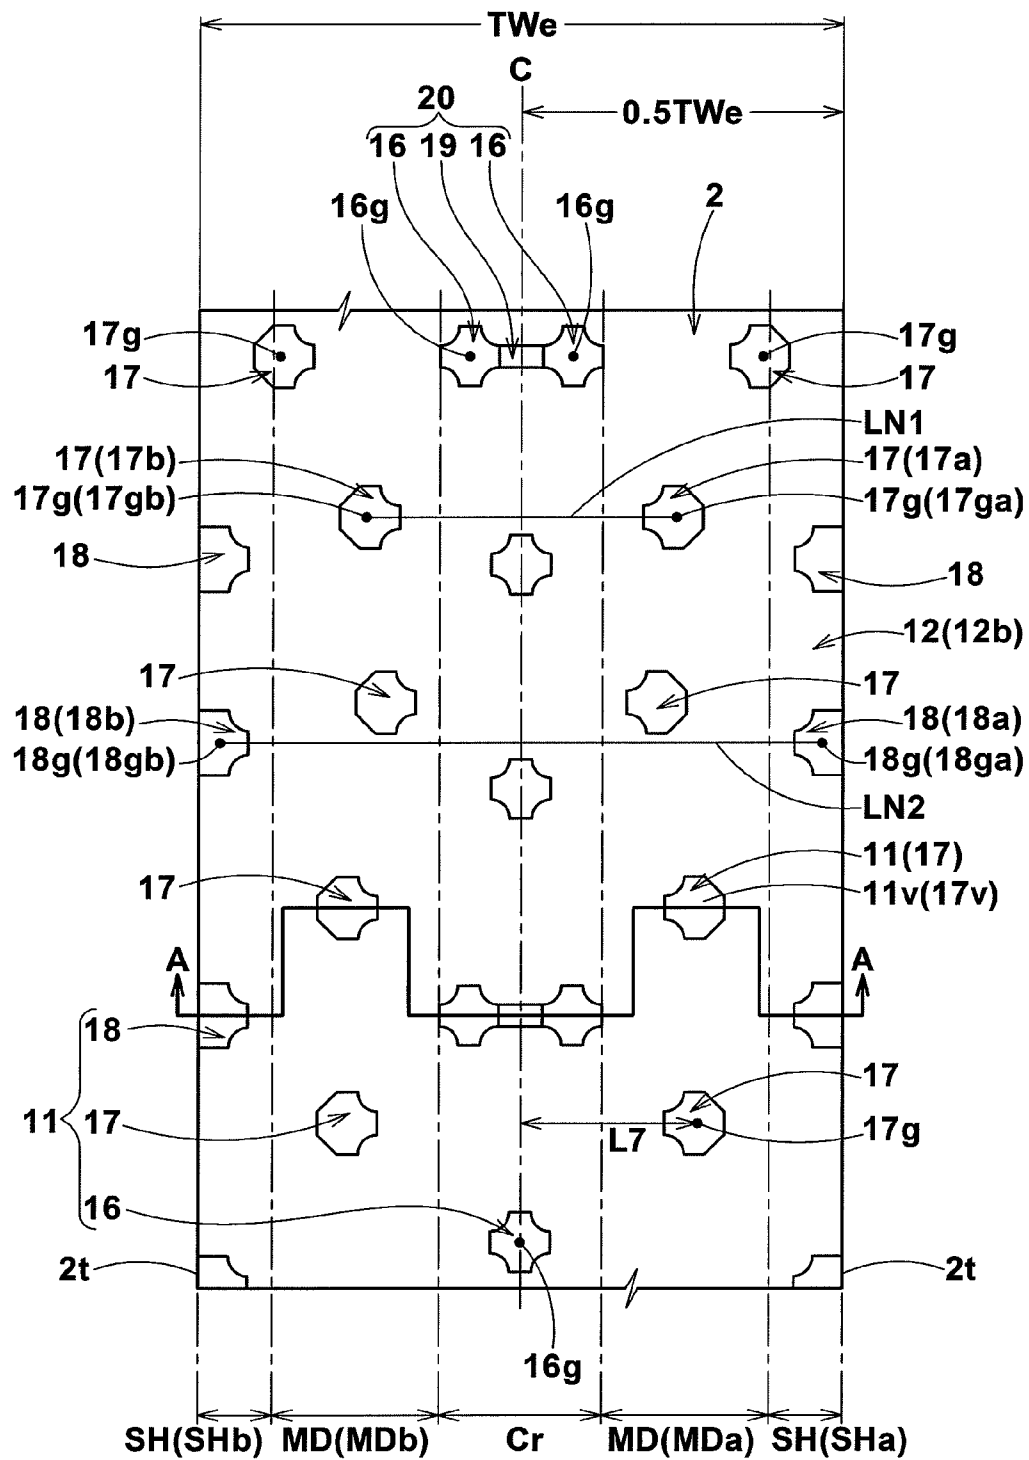 TWe
C
20
0.5TWe
16 19 16
16g
16g
2
17g
17g
17
17
LN1
17(17b)
17(17a)
17g(17gb)
17g(17ga)
18
18
12(12b)
17
17
18(18b)
18(18a)
18g(18gb)
18g(18ga)
LN2
11(17)
17
11v(17v)
A
A
18
17
11
17
L7
17g
16
2t
2t
16g
SH(SHb) MD(MDb) Cr MD(MDa) SH(SHa)